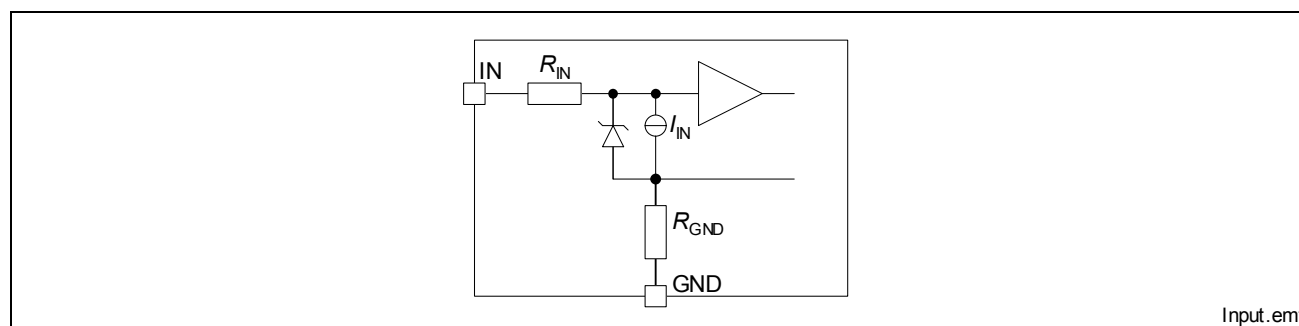 IN
R_IN
I_IN
R_GND
GND
Input.emf